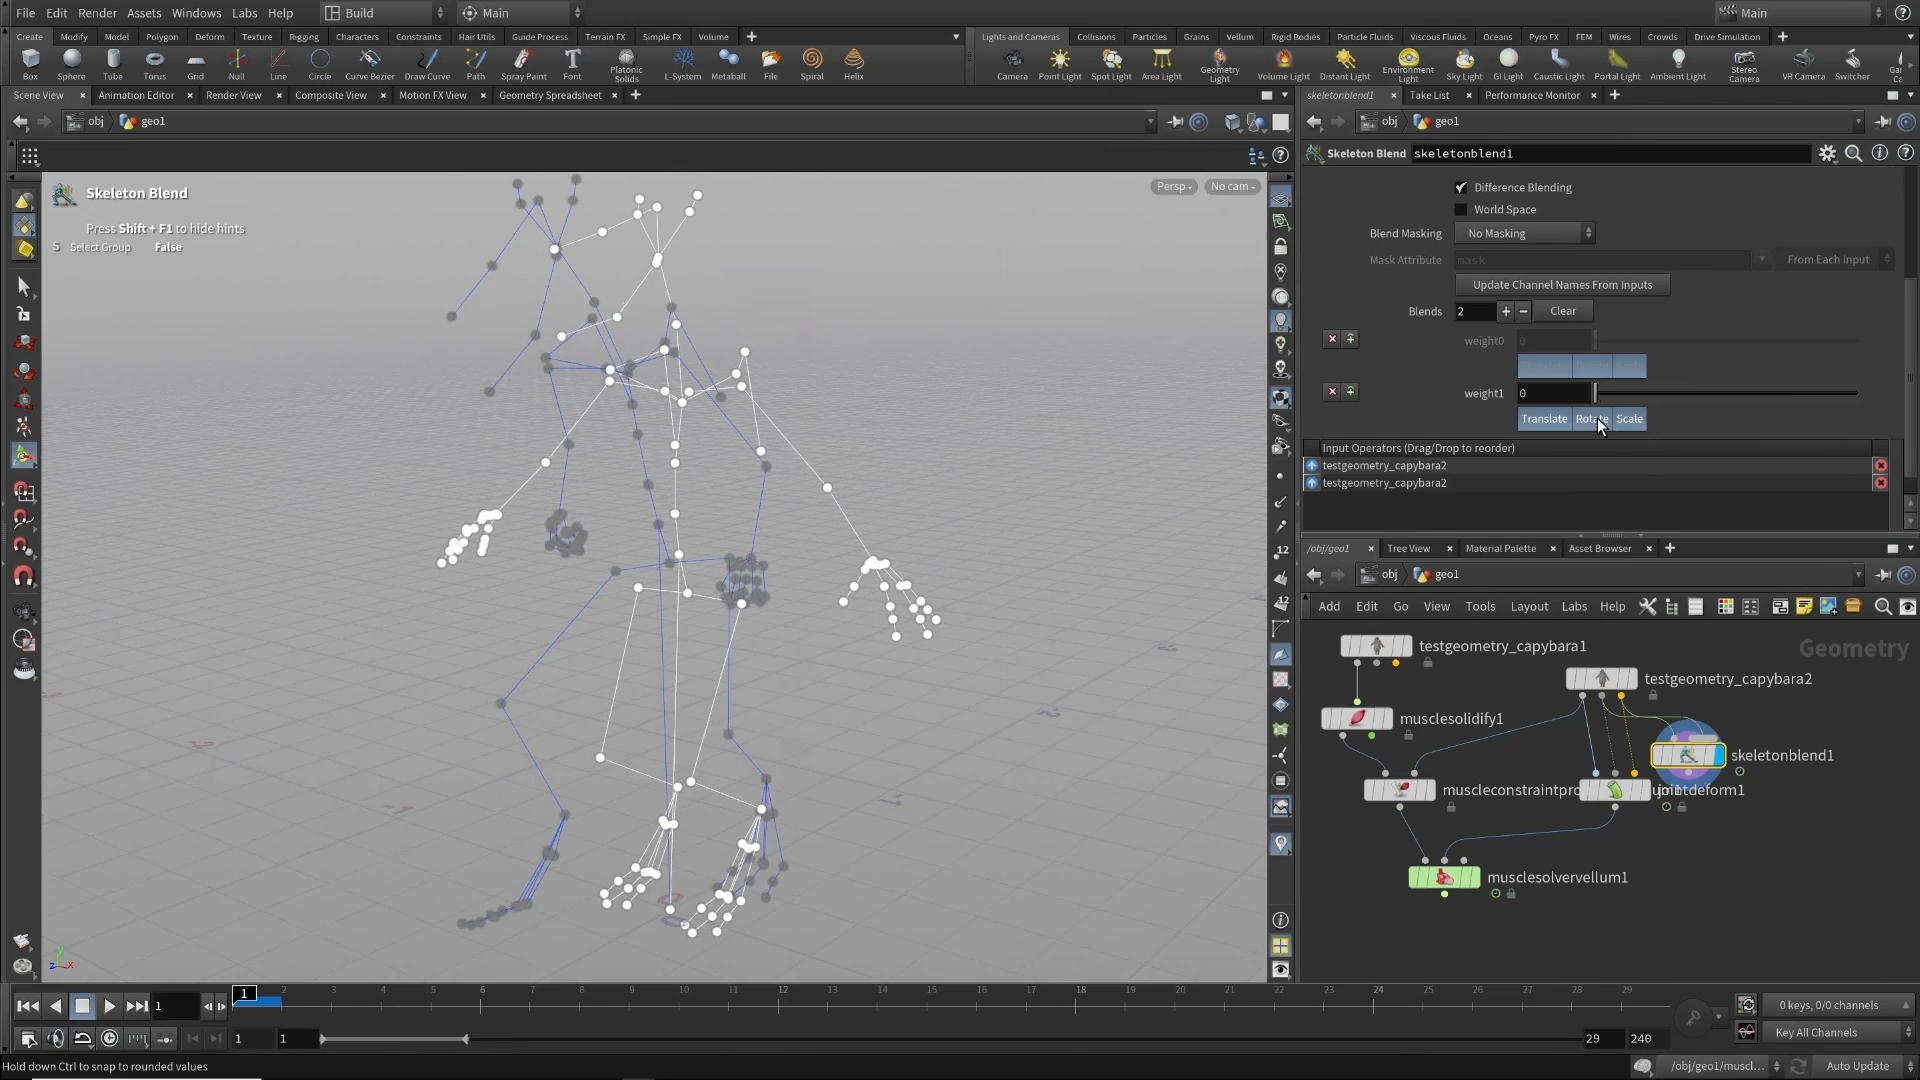 File Edit Render Assets Windows Labs Help Build Main Main
Create Modify Model Polygon Deform Texture Rigging Characters Constraints Hair Utils Guide Process Terrain FX Simple FX Volume
Lights and Cameras Collisions Particles Grains Vellum Rigid Bodies Particle Fluids Viscous Fluids Oceans Pyro FX FEM Wires Crowds Drive Simulation
Box Sphere Tube Torus Grid Null Line Circle Curve Bezier Draw Curve Path Spray Paint Font Platonic Solids L-System Metaball File Spiral Helix
Camera Point Light Spot Light Area Light Geometry Light Volume Light Distant Light Environment Light Sky Light GI Light Caustic Light Portal Light Ambient Light Stereo Camera VR Camera Switcher
Scene View Animation Editor Render View Composite View Motion FX View Geometry Spreadsheet
skeletonblend1 Take List Performance Monitor
obj geo1
obj geo1
Skeleton Blend skeletonblend1
Skeleton Blend
Press Shift + F1 to hide hints
S Select Group False
Persp No cam
Difference Blending
World Space
Blend Masking No Masking
Mask Attribute mask From Each Input
Update Channel Names From Inputs
Blends 2 Clear
weight0 0
weight1 0
Translate Rotate Scale
Input Operators (Drag/Drop to reorder)
testgeometry_capybara2
testgeometry_capybara2
/obj/geo1 Tree View Material Palette Asset Browser
obj geo1
Add Edit Go View Tools Layout Labs Help
Geometry
testgeometry_capybara1
testgeometry_capybara2
musclesolidify1
skeletonblend1
muscleconstraintpro
jointdeform1
musclesolvervellum1
12
12
z x
1 1 2 3 4 5 6 7 8 9 10 11 12 13 14 15 16 17 18 19 20 21 22 23 24 25 26 27 28 29
0 keys, 0/0 channels
1 1 29 240 Key All Channels
Hold down Ctrl to snap to rounded values
/obj/geo1/muscl... Auto Update